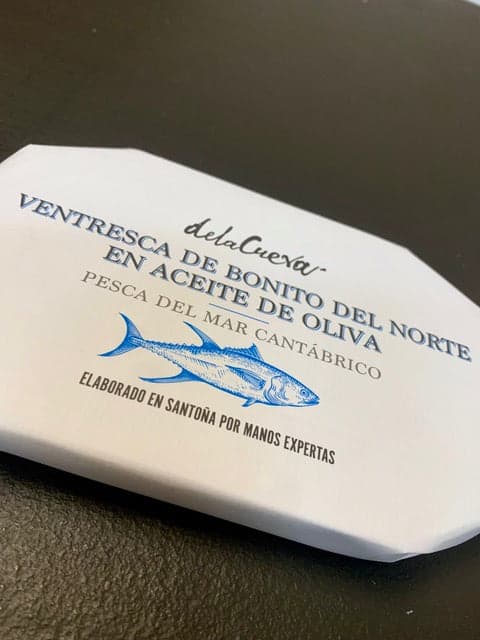 delaCueva
VENTRESCA DE BONITO DEL NORTE
EN ACEITE DE OLIVA
PESCA DEL MAR CANTÁBRICO
ELABORADO EN SANTOÑA POR MANOS EXPERTAS